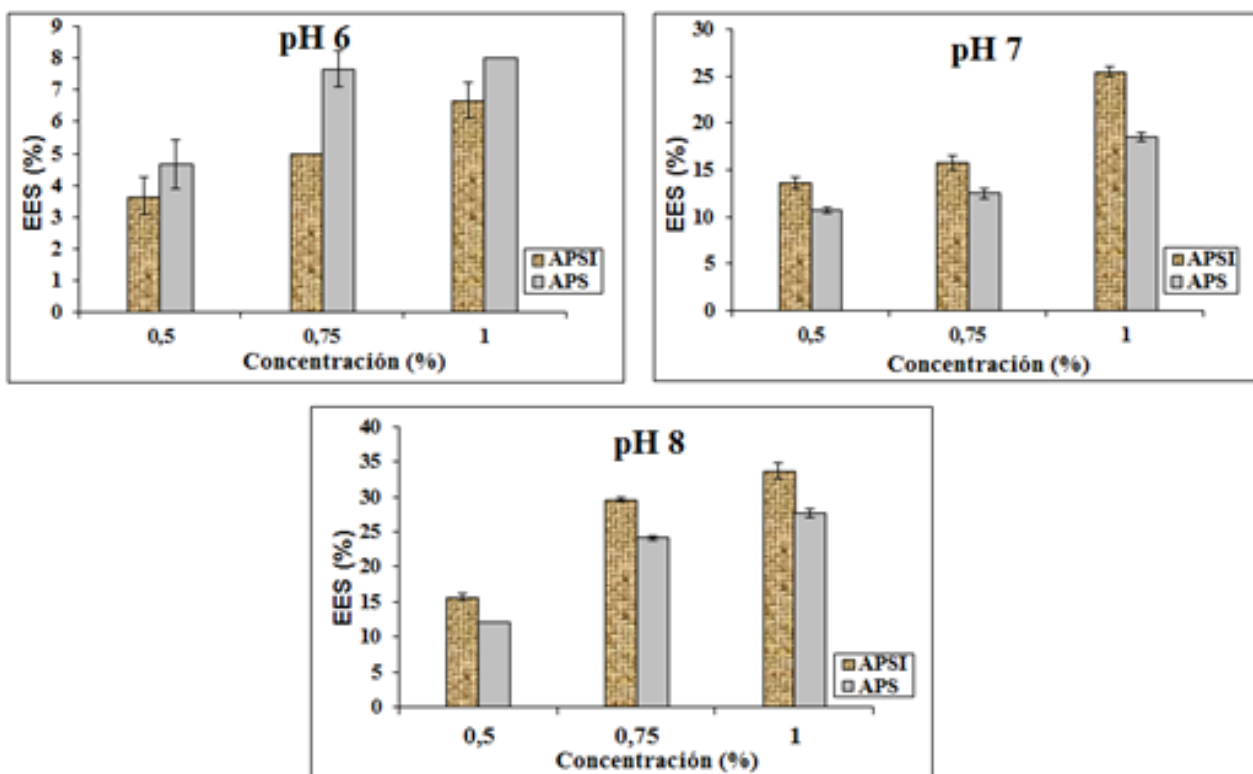 pH 6
9
8
7
6
5
4
3
2
1
0
EES (%)
0,5 0,75 1
Concentración (%)
APSI
APS
pH 7
30
25
20
15
10
5
0
EES (%)
0,5 0,75 1
Concentración (%)
APSI
APS
pH 8
40
35
30
25
20
15
10
5
0
EES (%)
0,5 0,75 1
Concentración (%)
APSI
APS